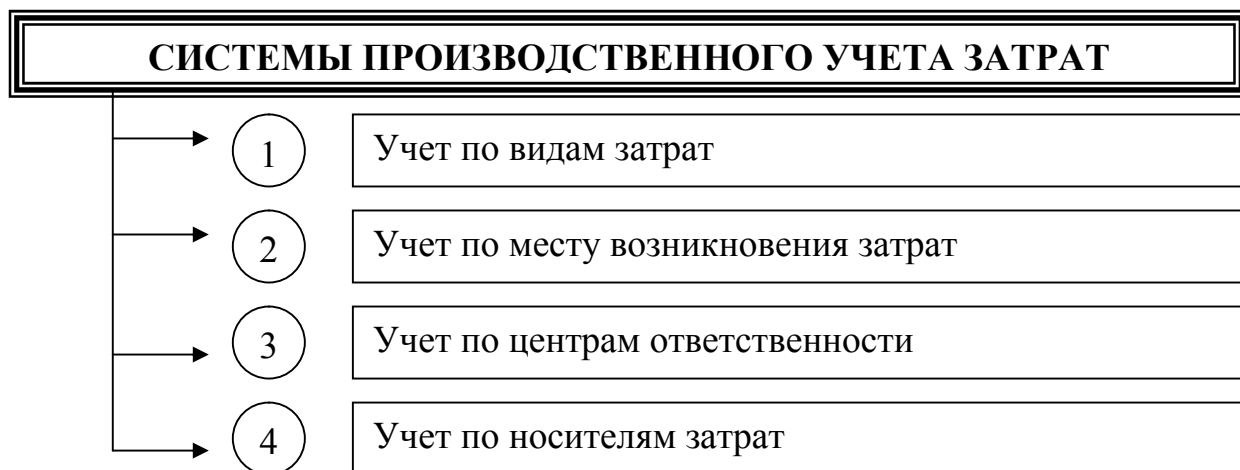 СИСТЕМЫ ПРОИЗВОДСТВЕННОГО УЧЕТА ЗАТРАТ
1 Учет по видам затрат
2 Учет по месту возникновения затрат
3 Учет по центрам ответственности
4 Учет по носителям затрат